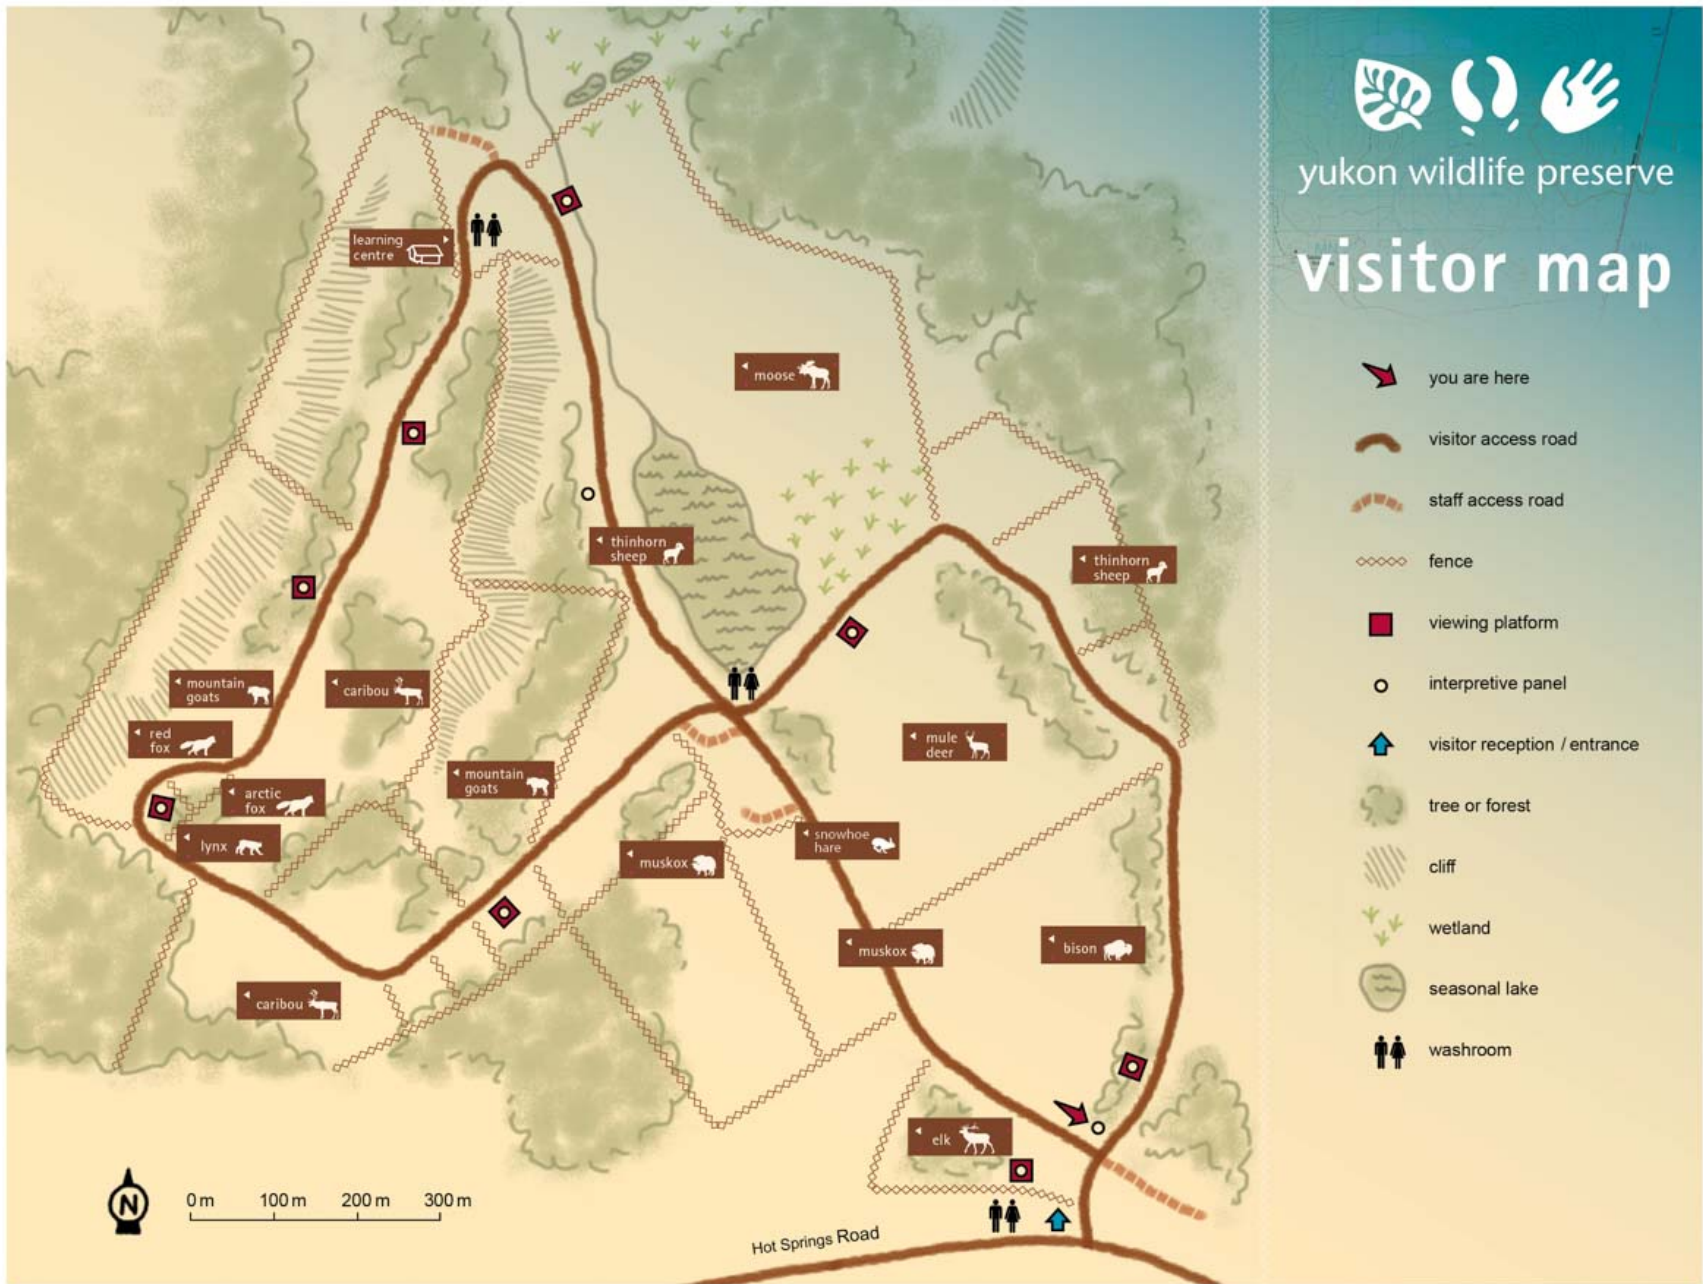 yukon wildlife preserve
visitor map
you are here
visitor access road
staff access road
fence
viewing platform
interpretive panel
visitor reception / entrance
tree or forest
cliff
wetland
seasonal lake
washroom
learning
centre
moose
thinhorn
sheep
thinhorn
sheep
mountain
goats
caribou
red
fox
mule
deer
mountain
goats
arctic
fox
lynx
snowhoe
hare
muskox
muskox
bison
caribou
elk
N
0 m 100 m 200 m 300 m
Hot Springs Road